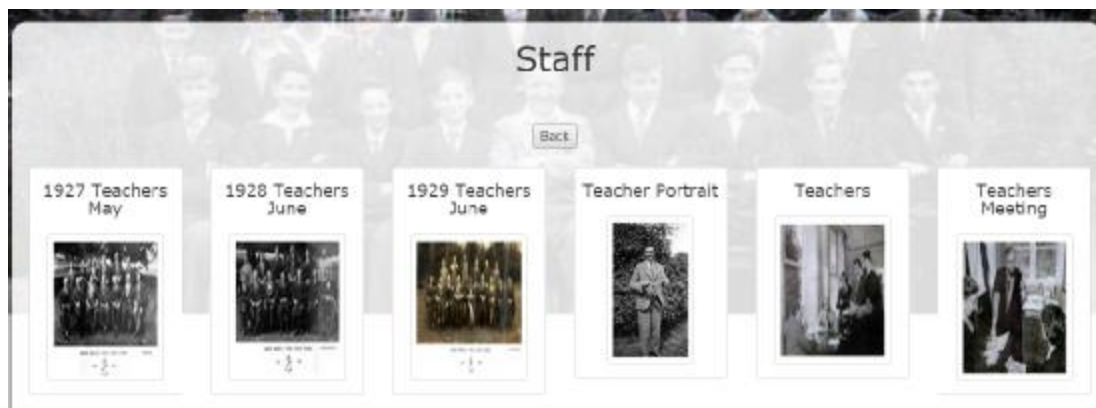 Staff
Back
1927 Teachers
May
1928 Teachers
June
1929 Teachers
June
Teacher Portrait
Teachers
Teachers
Meeting